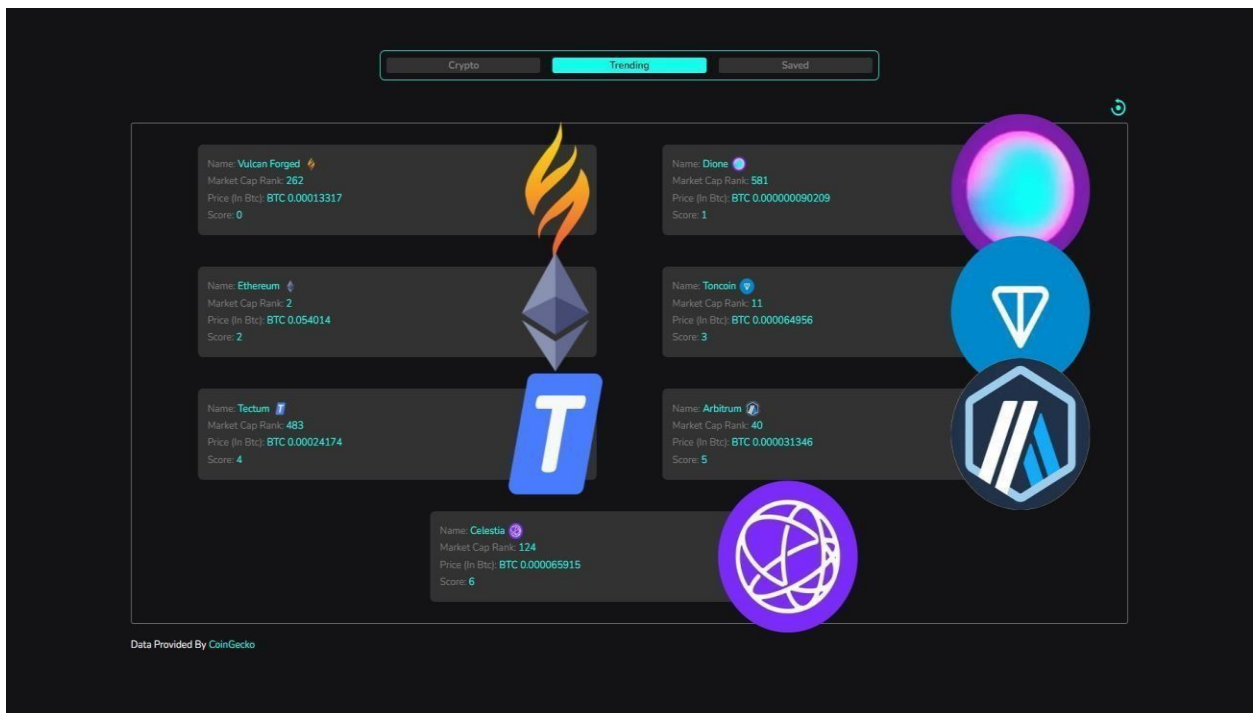 Crypto Trending Saved
Name: Vulcan Forged
Market Cap Rank: 262
Price (In Btc): BTC 0.00013317
Score: 0
Name: Dione
Market Cap Rank: 581
Price (In Btc): BTC 0.000000090209
Score: 1
Name: Ethereum
Market Cap Rank: 2
Price (In Btc): BTC 0.054014
Score: 2
Name: Toncoin
Market Cap Rank: 11
Price (In Btc): BTC 0.000064956
Score: 3
Name: Tectum
Market Cap Rank: 483
Price (In Btc): BTC 0.00024174
Score: 4
T
Name: Arbitrum
Market Cap Rank: 40
Price (In Btc): BTC 0.000031346
Score: 5
Name: Celestia
Market Cap Rank: 124
Price (In Btc): BTC 0.000065915
Score: 6
Data Provided By CoinGecko